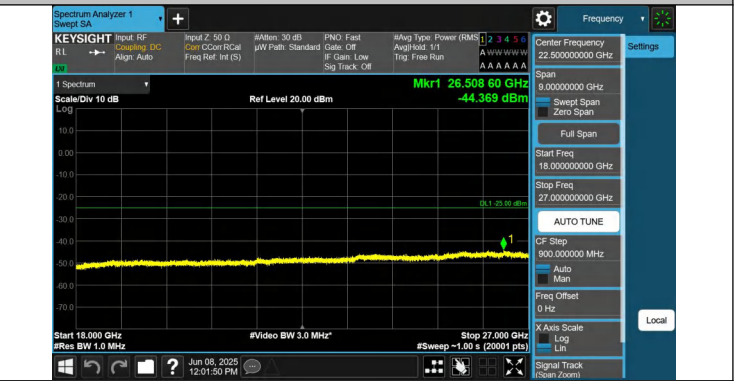 Spectrum Analyzer 1
Swept SA
Frequency
KEYSIGHT
RL
LXI
Input: RF
Coupling: DC
Align: Auto
Input Z: 50 Ω
Corr CCorr RCal
Freq Ref: Int (S)
#Atten: 30 dB
µW Path: Standard
PNO: Fast
Gate: Off
IF Gain: Low
Sig Track: Off
#Avg Type: Power (RMS
Avg|Hold: 1/1
Trig: Free Run
1 2 3 4 5 6
A W W W W W
A A A A A A
1 Spectrum
Scale/Div 10 dB
Ref Level 20.00 dBm
Mkr1 26.508 60 GHz
-44.369 dBm
Log
10.0
0.00
-10.0
-20.0
-30.0
-40.0
-50.0
-60.0
-70.0
DL1 -25.00 dBm
1
Start 18.000 GHz
#Res BW 1.0 MHz
#Video BW 3.0 MHz*
Stop 27.000 GHz
#Sweep ~1.00 s (20001 pts)
Jun 08, 2025
12:01:50 PM
?
Center Frequency
22.500000000 GHz
Span
9.00000000 GHz
Swept Span
Zero Span
Full Span
Start Freq
18.000000000 GHz
Stop Freq
27.000000000 GHz
AUTO TUNE
CF Step
900.000000 MHz
Auto
Man
Freq Offset
0 Hz
X Axis Scale
Log
Lin
Signal Track
(Span Zoom)
Settings
Local